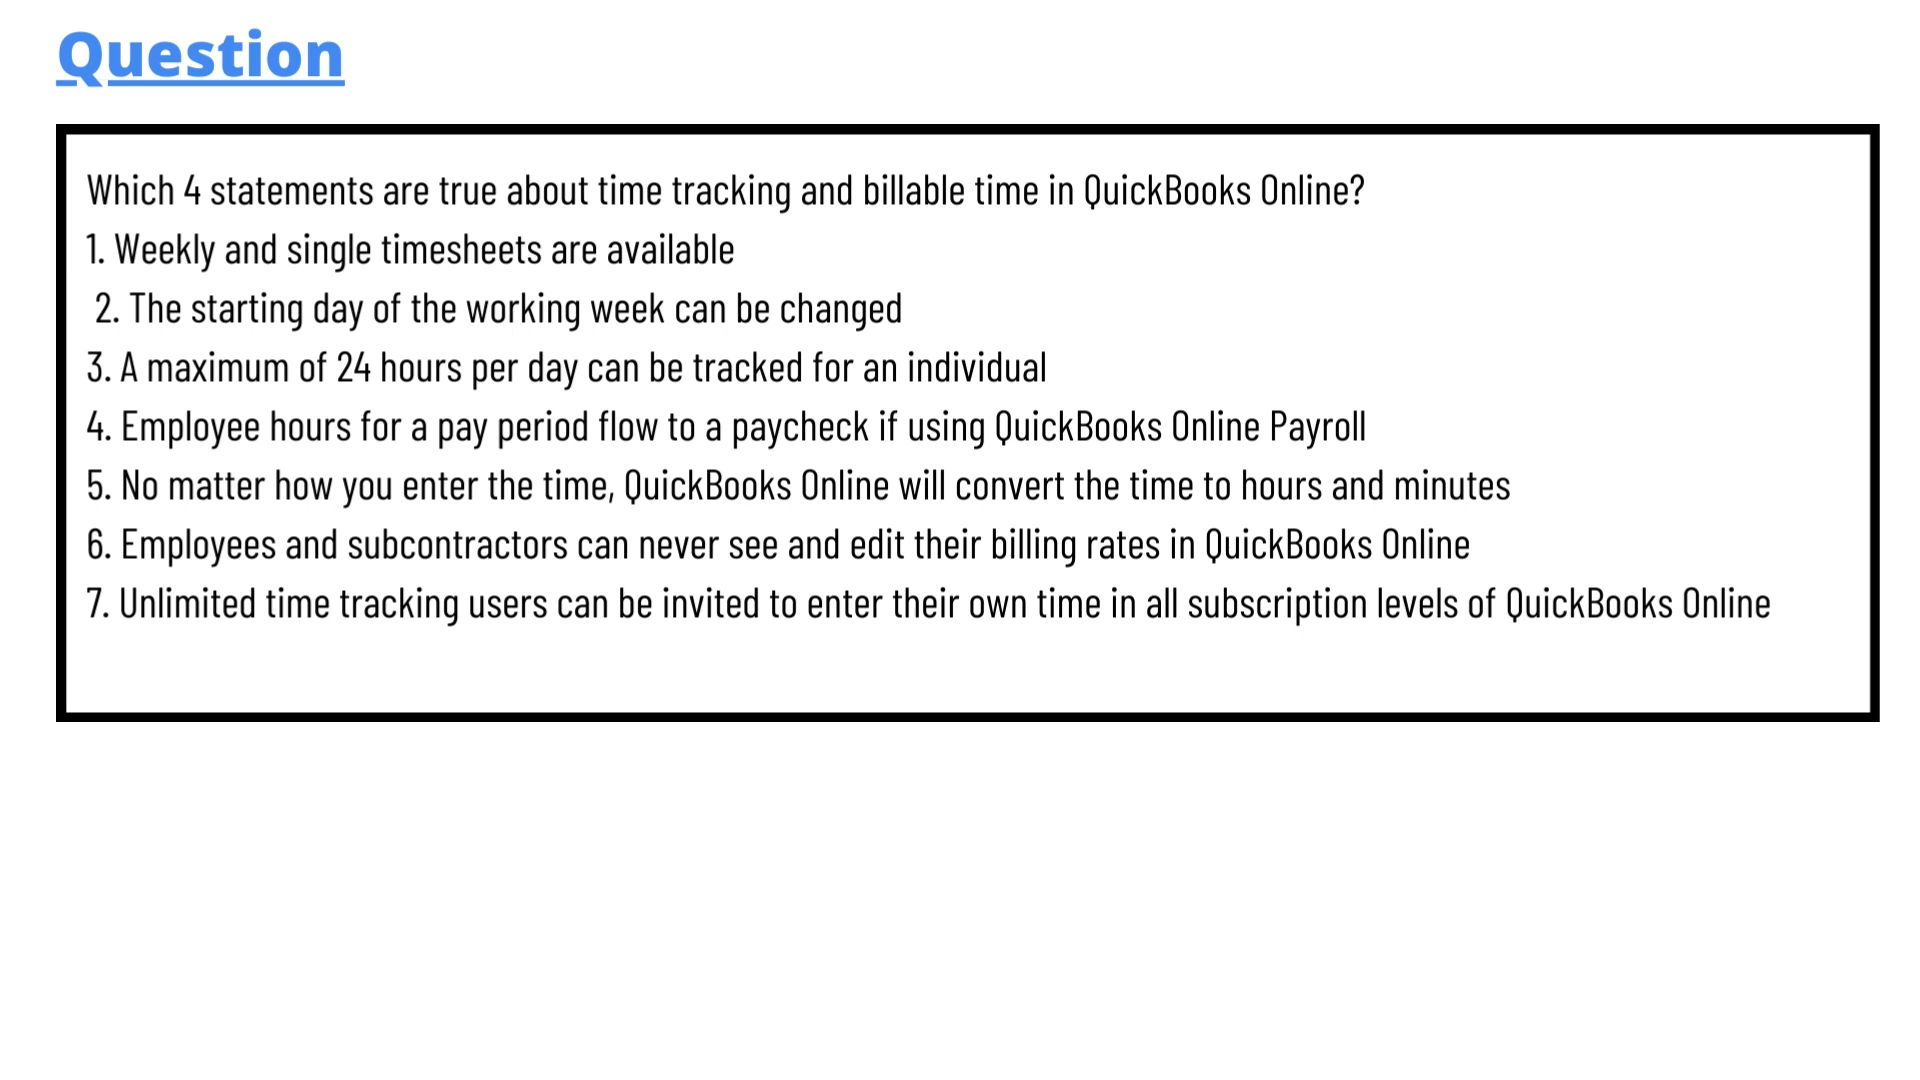 Question
Which 4 statements are true about time tracking and billable time in QuickBooks Online?
1. Weekly and single timesheets are available
2. The starting day of the working week can be changed
3. A maximum of 24 hours per day can be tracked for an individual
4. Employee hours for a pay period flow to a paycheck if using QuickBooks Online Payroll
5. No matter how you enter the time, QuickBooks Online will convert the time to hours and minutes
6. Employees and subcontractors can never see and edit their billing rates in QuickBooks Online
7. Unlimited time tracking users can be invited to enter their own time in all subscription levels of QuickBooks Online